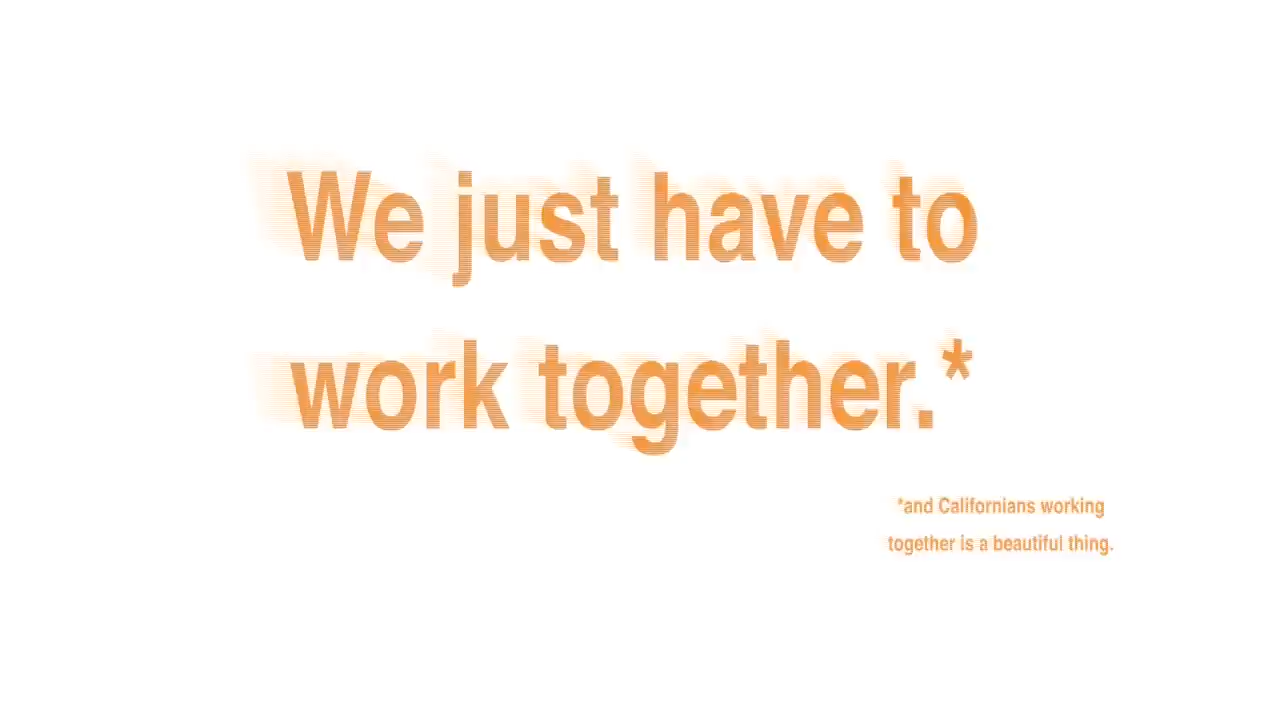 We just have to
work together.*
*and Californians working
together is a beautiful thing.